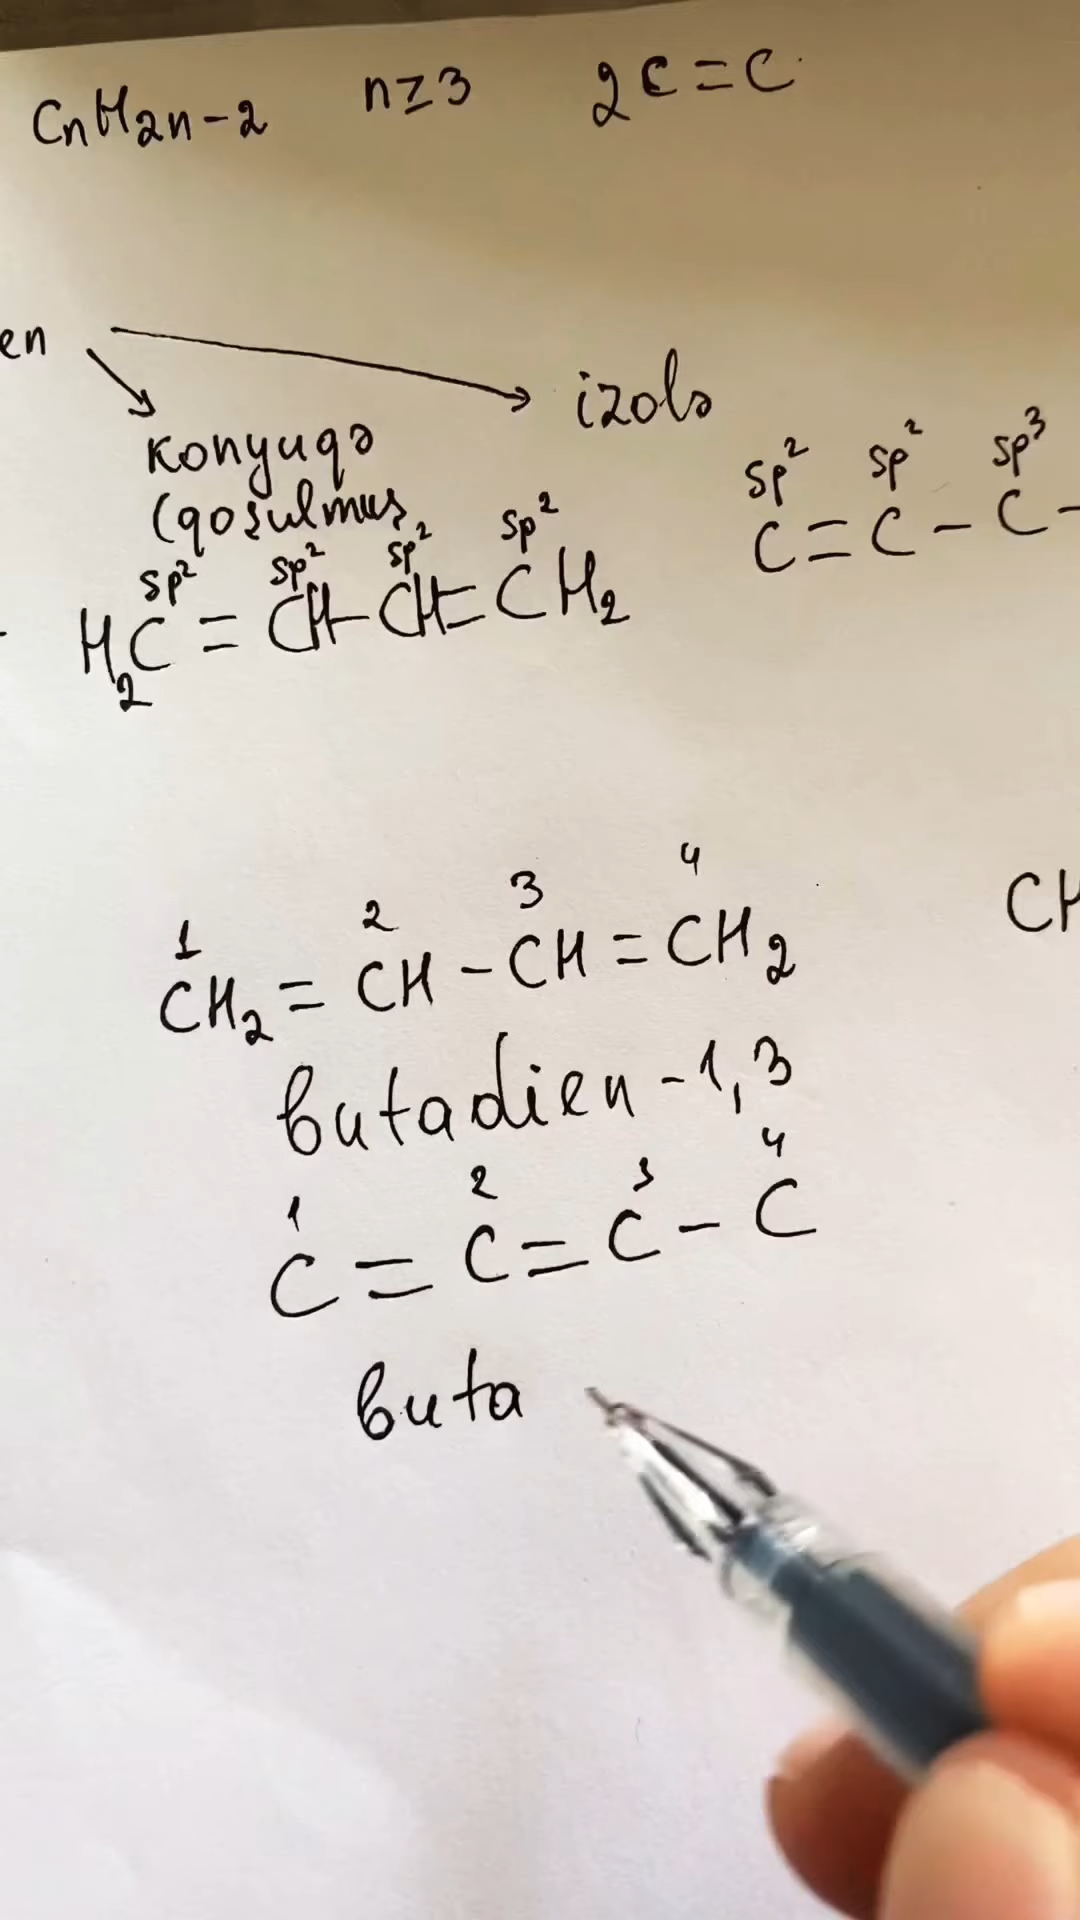 CnH2n-2 n≥3 2C=C
en
izolə
konyuqə
(qoşulmuş
sp² sp² sp² sp²
H₂C=CH-CH=CH₂
sp² sp² sp³
C=C-C-
1 2 3 4
CH₂=CH-CH=CH₂
CH
butadien-1,3
1 2 3 4
C=C=C-C
buta